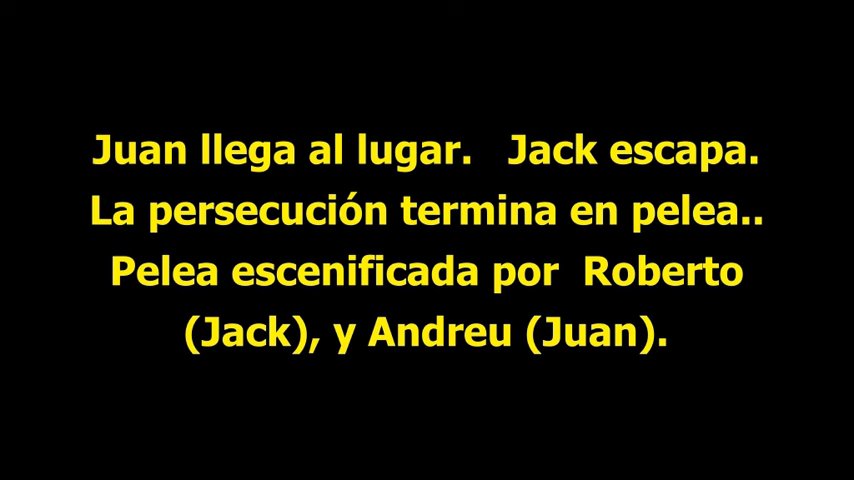 Juan llega al lugar.   Jack escapa.
La persecución termina en pelea..
Pelea escenificada por  Roberto
(Jack), y Andreu (Juan).